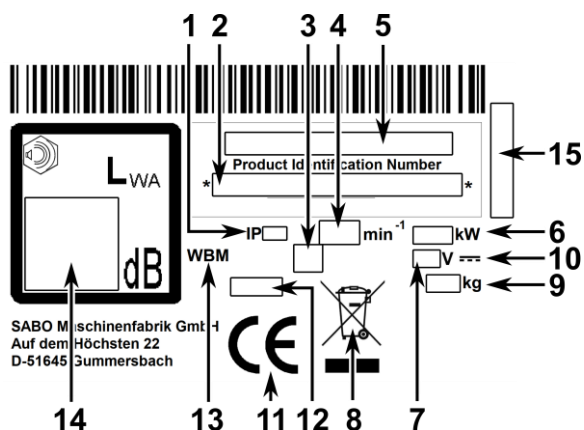 1 2 3 4 5
15
Product Identification Number
* *
LWA
IP min-1 kW 6
WBM V 10
dB kg 9
SABO Maschinenfabrik GmbH
Auf dem Höchsten 22
D-51645 Gummersbach
CE
14 13 11 12 8 7